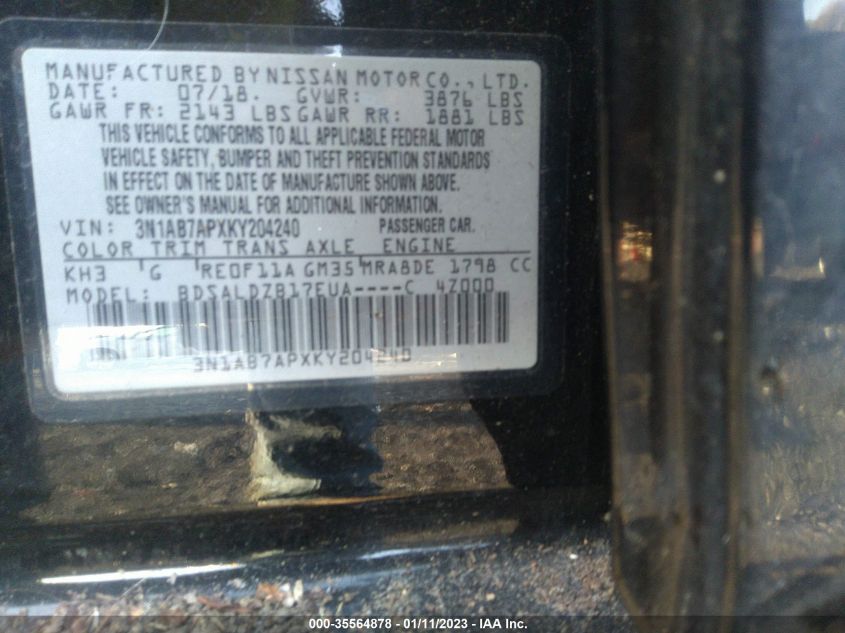 MANUFACTURED BY NISSAN MOTOR CO., LTD.
DATE: 07/18. GVWR: 3876 LBS
GAWR FR: 2143 LBS GAWR RR: 1881 LBS
THIS VEHICLE CONFORMS TO ALL APPLICABLE FEDERAL MOTOR
VEHICLE SAFETY, BUMPER AND THEFT PREVENTION STANDARDS
IN EFFECT ON THE DATE OF MANUFACTURE SHOWN ABOVE.
SEE OWNER'S MANUAL FOR ADDITIONAL INFORMATION.
VIN: 3N1AB7APXKY204240 PASSENGER CAR.
COLOR TRIM TRANS AXLE ENGINE
KH3 G RE0F11A GM35 MRA8DE 1798 CC
MODEL: BDSALDZB17EUA----C 4Z000
3N1AB7APXKY204240
000-35564878 - 01/11/2023 - IAA Inc.